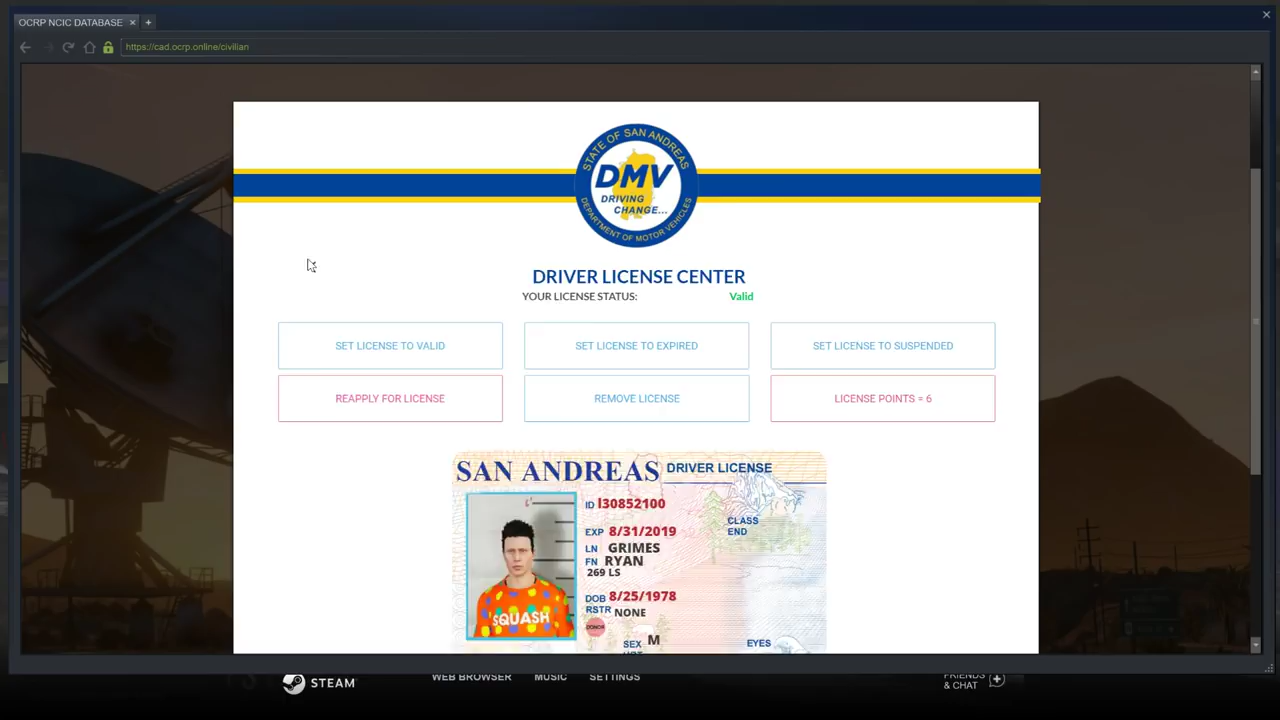 OCRP NCIC DATABASE
https://cad.ocrp.online/civilian
STATE OF SAN ANDREAS
DMV
DRIVING
CHANGE...
DEPARTMENT OF MOTOR VEHICLES
DRIVER LICENSE CENTER
YOUR LICENSE STATUS: Valid
SET LICENSE TO VALID
SET LICENSE TO EXPIRED
SET LICENSE TO SUSPENDED
REAPPLY FOR LICENSE
REMOVE LICENSE
LICENSE POINTS = 6
SAN ANDREAS DRIVER LICENSE
ID I30852100
EXP 8/31/2019
CLASS
END
LN GRIMES
FN RYAN
269 LS
DOB 8/25/1978
RSTR NONE
SQUASH
DONOR
SEX M
EYES
STEAM
WEB BROWSER
MUSIC
SETTINGS
FRIENDS
& CHAT